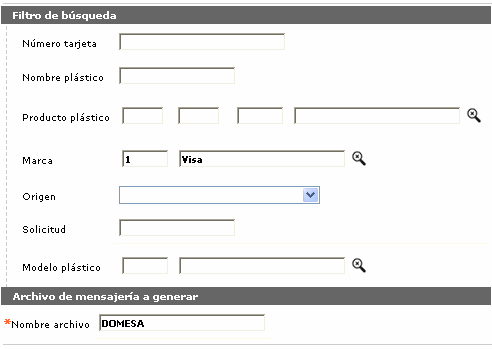 Filtro de búsqueda
Número tarjeta
Nombre plástico
Producto plástico
Marca 1 Visa
Origen
Solicitud
Modelo plástico
Archivo de mensajería a generar
*Nombre archivo DOMESA